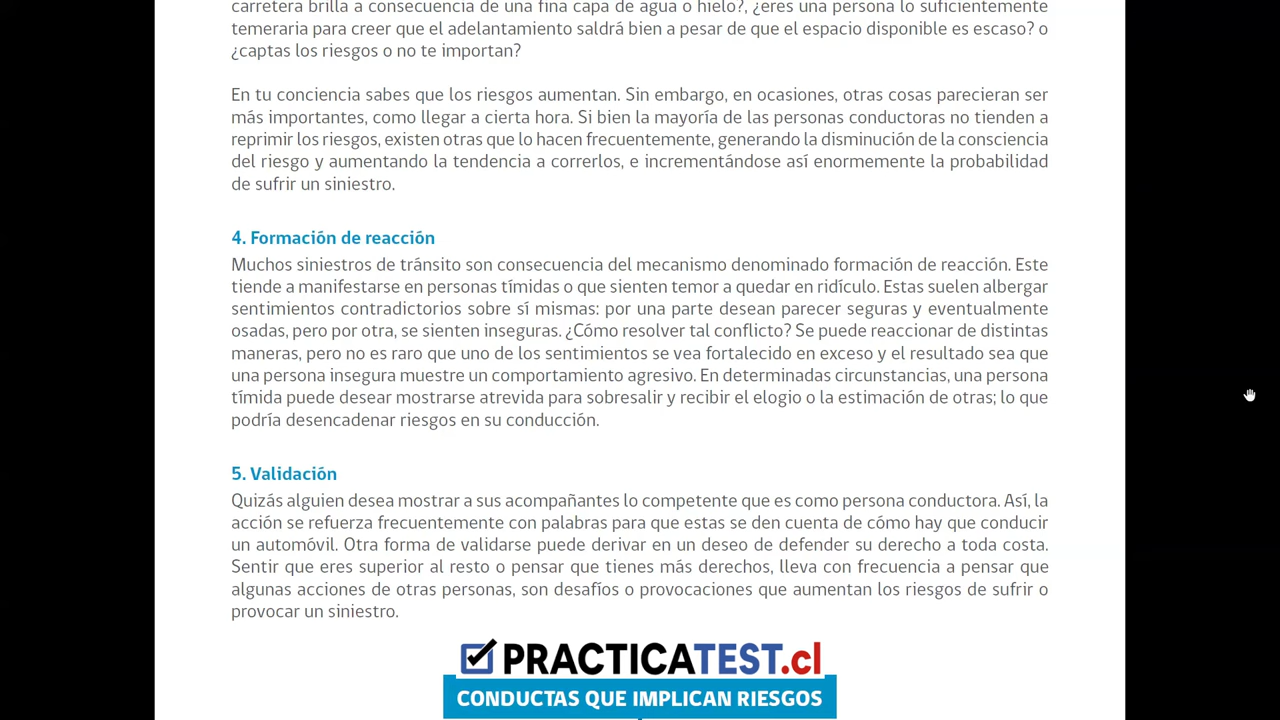 carretera brilla a consecuencia de una fina capa de agua o hielo?, ¿eres una persona lo suficientemente
temeraria para creer que el adelantamiento saldrá bien a pesar de que el espacio disponible es escaso? o
¿captas los riesgos o no te importan?
En tu conciencia sabes que los riesgos aumentan. Sin embargo, en ocasiones, otras cosas parecieran ser
más importantes, como llegar a cierta hora. Si bien la mayoría de las personas conductoras no tienden a
reprimir los riesgos, existen otras que lo hacen frecuentemente, generando la disminución de la consciencia
del riesgo y aumentando la tendencia a correrlos, e incrementándose así enormemente la probabilidad
de sufrir un siniestro.
4. Formación de reacción
Muchos siniestros de tránsito son consecuencia del mecanismo denominado formación de reacción. Este
tiende a manifestarse en personas tímidas o que sienten temor a quedar en ridículo. Estas suelen albergar
sentimientos contradictorios sobre sí mismas: por una parte desean parecer seguras y eventualmente
osadas, pero por otra, se sienten inseguras. ¿Cómo resolver tal conflicto? Se puede reaccionar de distintas
maneras, pero no es raro que uno de los sentimientos se vea fortalecido en exceso y el resultado sea que
una persona insegura muestre un comportamiento agresivo. En determinadas circunstancias, una persona
tímida puede desear mostrarse atrevida para sobresalir y recibir el elogio o la estimación de otras; lo que
podría desencadenar riesgos en su conducción.
5. Validación
Quizás alguien desea mostrar a sus acompañantes lo competente que es como persona conductora. Así, la
acción se refuerza frecuentemente con palabras para que estas se den cuenta de cómo hay que conducir
un automóvil. Otra forma de validarse puede derivar en un deseo de defender su derecho a toda costa.
Sentir que eres superior al resto o pensar que tienes más derechos, lleva con frecuencia a pensar que
algunas acciones de otras personas, son desafíos o provocaciones que aumentan los riesgos de sufrir o
provocar un siniestro.
PRACTICATEST.cl
CONDUCTAS QUE IMPLICAN RIESGOS